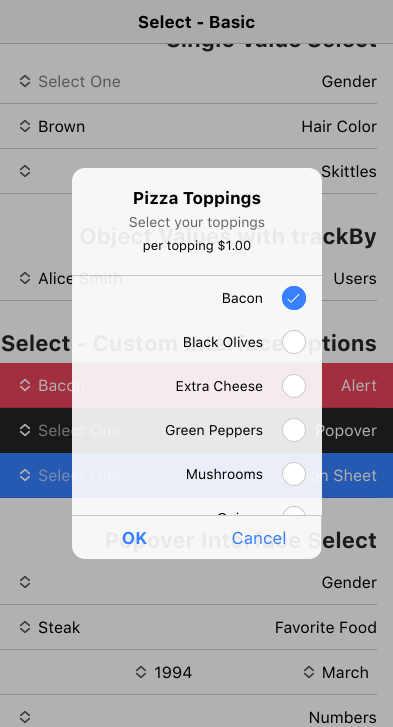 Select - Basic
Single Value Select
Select One Gender
Brown Hair Color
Skittles
Pizza Toppings
Select your toppings
per topping $1.00
Object Values with trackBy
Alice Smith Users
Bacon
Black Olives
Select - Custom Interface Options
Extra Cheese
Bacon Alert
Green Peppers
Select One Popover
Mushrooms
Select One Sheet
OK Cancel
Popover Interface Select
Gender
Steak Favorite Food
1994 March
Numbers